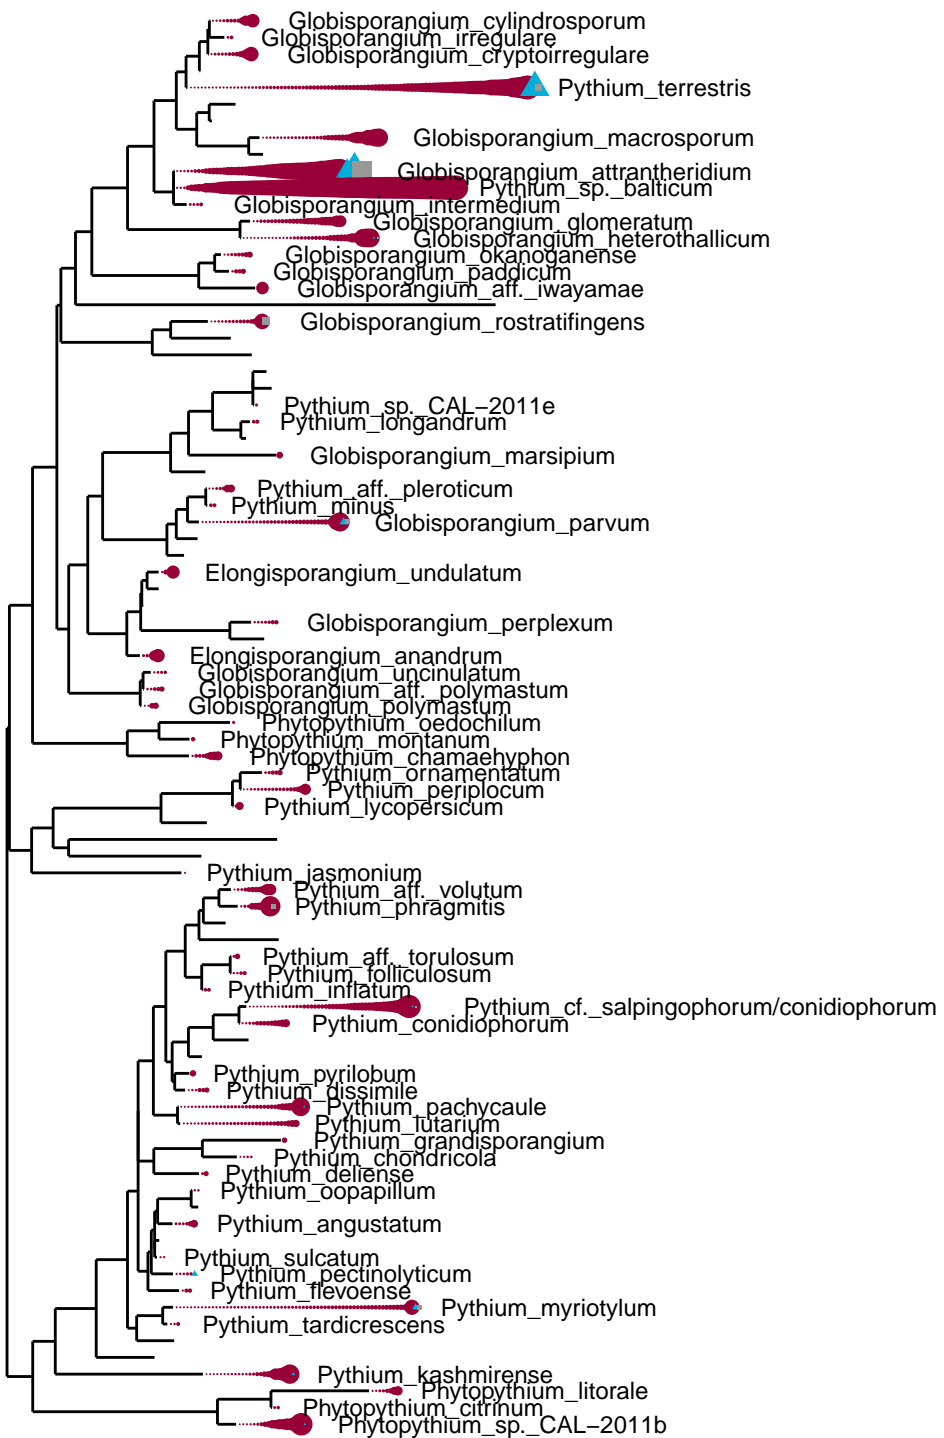 Globisporangium_cylindrosporum
Globisporangium_irregulare
Globisporangium_cryptoirregulare
Pythium_terrestris
Globisporangium_macrosporum
Globisporangium_attrantheridium
Pythium_sp._balticum
Globisporangium_intermedium
Globisporangium_glomeratum
Globisporangium_heterothallicum
Globisporangium_okanoganense
Globisporangium_paddicum
Globisporangium_aff._iwayamae
Globisporangium_rostratifingens
Pythium_sp._CAL−2011e
Pythium_longandrum
Globisporangium_marsipium
Pythium_aff._pleroticum
Pythium_minus
Globisporangium_parvum
Elongisporangium_undulatum
Globisporangium_perplexum
Elongisporangium_anandrum
Globisporangium_uncinulatum
Globisporangium_aff._polymastum
Globisporangium_polymastum
Phytopythium_oedochilum
Phytopythium_montanum
Phytopythium_chamaehyphon
Pythium_ornamentatum
Pythium_periplocum
Pythium_lycopersicum
Pythium_jasmonium
Pythium_aff._volutum
Pythium_phragmitis
Pythium_aff._torulosum
Pythium_folliculosum
Pythium_inflatum
Pythium_cf._salpingophorum/conidiophorum
Pythium_conidiophorum
Pythium_pyrilobum
Pythium_dissimile
Pythium_pachycaule
Pythium_lutarium
Pythium_grandisporangium
Pythium_chondricola
Pythium_deliense
Pythium_oopapillum
Pythium_angustatum
Pythium_sulcatum
Pythium_pectinolyticum
Pythium_flevoense
Pythium_myriotylum
Pythium_tardicrescens
Pythium_kashmirense
Phytopythium_litorale
Phytopythium_citrinum
Phytopythium_sp._CAL−2011b